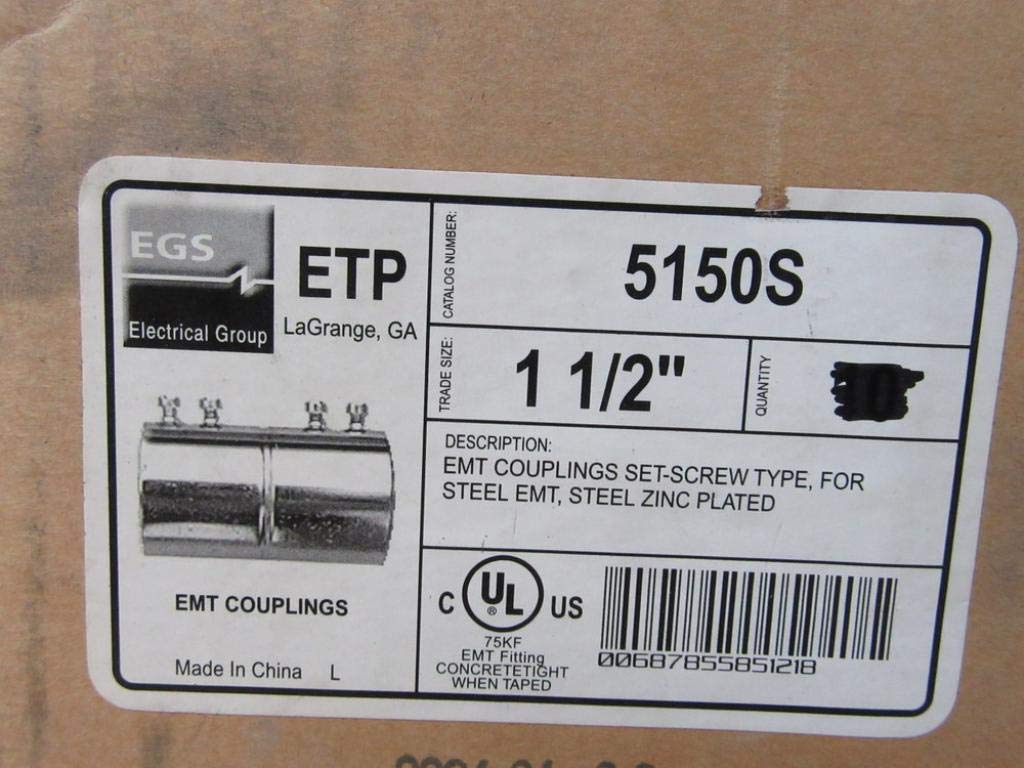 EGS
Electrical Group
ETP
LaGrange, GA
EMT COUPLINGS
Made In China L
CATALOG NUMBER:
5150S
TRADE SIZE:
1 1/2"
QUANTITY
DESCRIPTION:
EMT COUPLINGS SET-SCREW TYPE, FOR
STEEL EMT, STEEL ZINC PLATED
C UL ® US
75KF
EMT Fitting
CONCRETETIGHT
WHEN TAPED
00687855851218